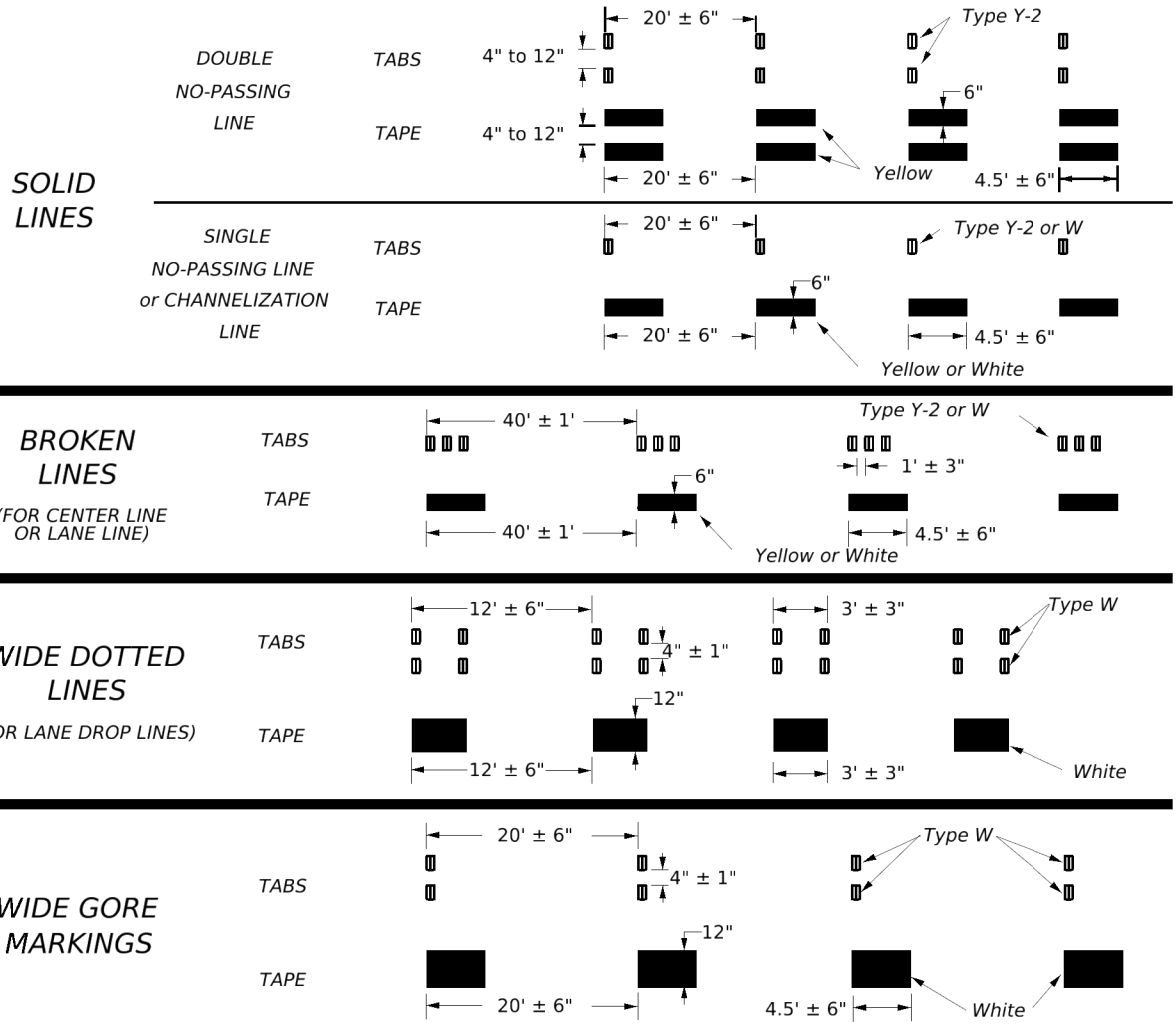 SOLID
LINES
DOUBLE
NO-PASSING
LINE
TABS
4" to 12"
20' ± 6"
Type Y-2
TAPE
4" to 12"
6"
Yellow
20' ± 6"
4.5' ± 6"
SINGLE
NO-PASSING LINE
or CHANNELIZATION
LINE
TABS
20' ± 6"
Type Y-2 or W
TAPE
6"
20' ± 6"
4.5' ± 6"
Yellow or White
BROKEN
LINES
(FOR CENTER LINE
OR LANE LINE)
TABS
40' ± 1'
Type Y-2 or W
1' ± 3"
TAPE
6"
40' ± 1'
4.5' ± 6"
Yellow or White
WIDE DOTTED
LINES
OR LANE DROP LINES)
TABS
12' ± 6"
3' ± 3"
Type W
4" ± 1"
TAPE
12"
12' ± 6"
3' ± 3"
White
WIDE GORE
MARKINGS
TABS
20' ± 6"
Type W
4" ± 1"
TAPE
12"
20' ± 6"
4.5' ± 6"
White